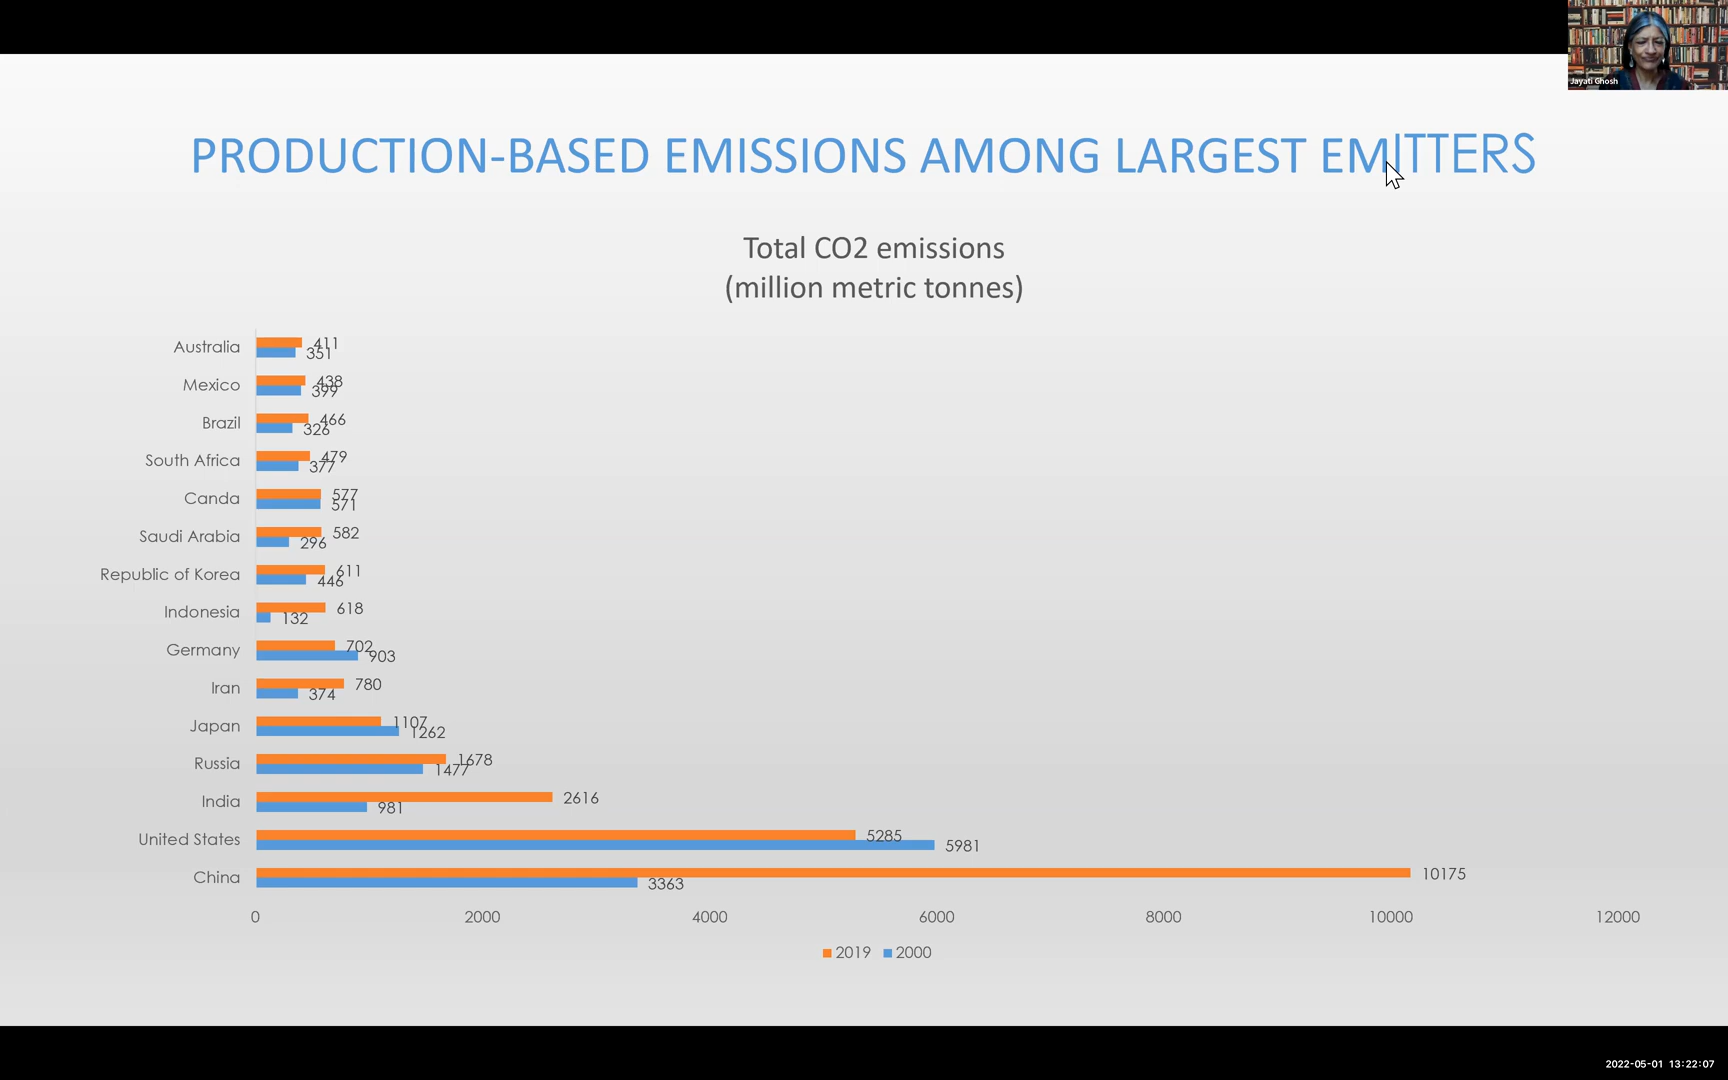 Jayati Ghosh
PRODUCTION-BASED EMISSIONS AMONG LARGEST EMITTERS
Total CO2 emissions
(million metric tonnes)
Australia 411
351
Mexico 438
399
Brazil 466
326
South Africa 479
377
Canda 577
571
Saudi Arabia 582
296
Republic of Korea 611
446
Indonesia 618
132
Germany 702
903
Iran 780
374
Japan 1107
1262
Russia 1678
1477
India 2616
981
United States 5285
5981
China 10175
3363
0 2000 4000 6000 8000 10000 12000
2019 2000
2022-05-01 13:22:07